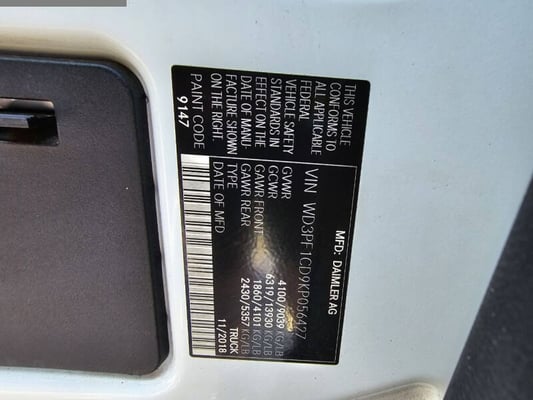 THIS VEHICLE
CONFORMS TO
ALL APPLICABLE
FEDERAL
VEHICLE SAFETY
STANDARDS IN
EFFECT ON THE
DATE OF MANU-
FACTURE SHOWN
ON THE RIGHT.
PAINT CODE
9147
MFD: DAIMLER AG
VIN WD3PF1CD9KP056427
GVWR 4100/9039 KG/LB
GCWR 6319/13930 KG/LB
GAWR FRONT 1860/4101 KG/LB
GAWR REAR 2430/5357 KG/LB
TYPE TRUCK
DATE OF MFD 11/2018